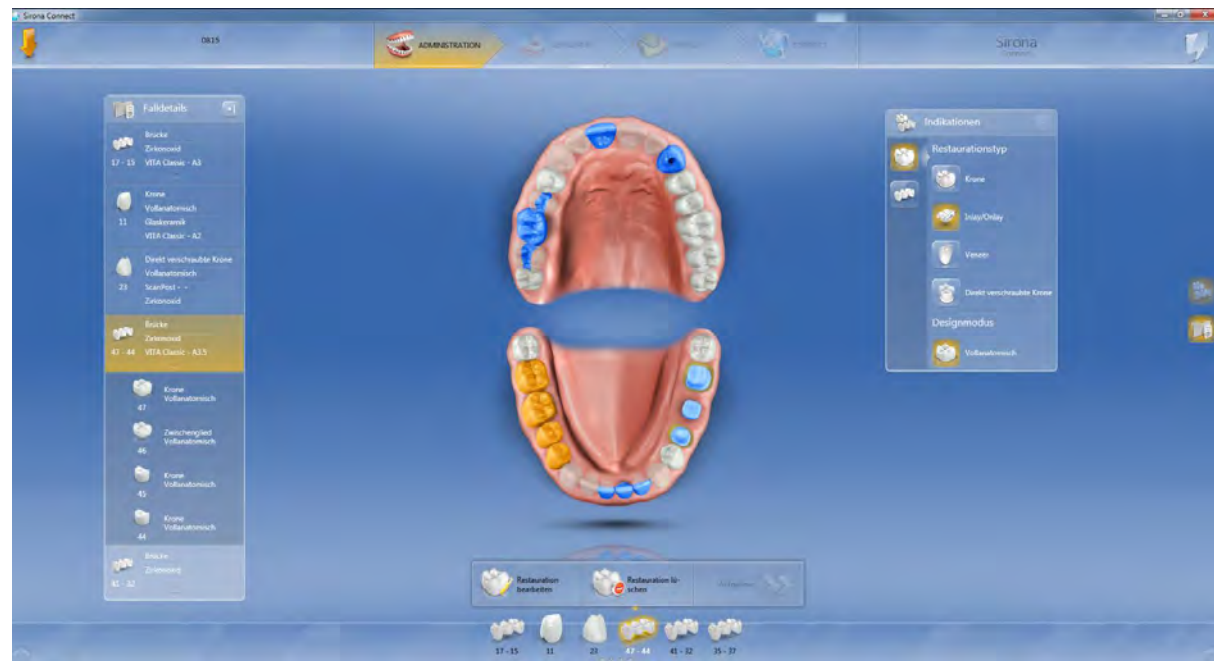 Sirona Connect
0815
ADMINISTRATION
Sirona
Falldetails
Brücke
Zirkonoxid
17 - 15 VITA Classic - A3
Krone
Vollanatomisch
11 Glaskeramik
VITA Classic - A2
Direkt verschraubte Krone
Vollanatomisch
23 ScanPost - -
Zirkonoxid
Brücke
Zirkonoxid
47 - 44 VITA Classic - A3.5
Krone
Vollanatomisch
47
Zwischenglied
Vollanatomisch
46
Krone
Vollanatomisch
45
Krone
Vollanatomisch
44
Brücke
Zirkonoxid
41 - 32
Indikationen
Restaurationstyp
Krone
Inlay/Onlay
Veneer
Direkt verschraubte Krone
Designmodus
Vollanatomisch
Restauration
bearbeiten
Restauration lö-
schen
17 - 15
11
23
47 - 44
41 - 32
35 - 37